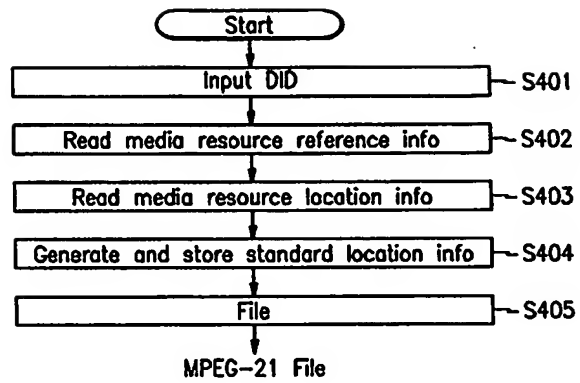 Start
Input DID
S401
Read media resource reference info
S402
Read media resource location info
S403
Generate and store standard location info
S404
File
S405
MPEG-21 File